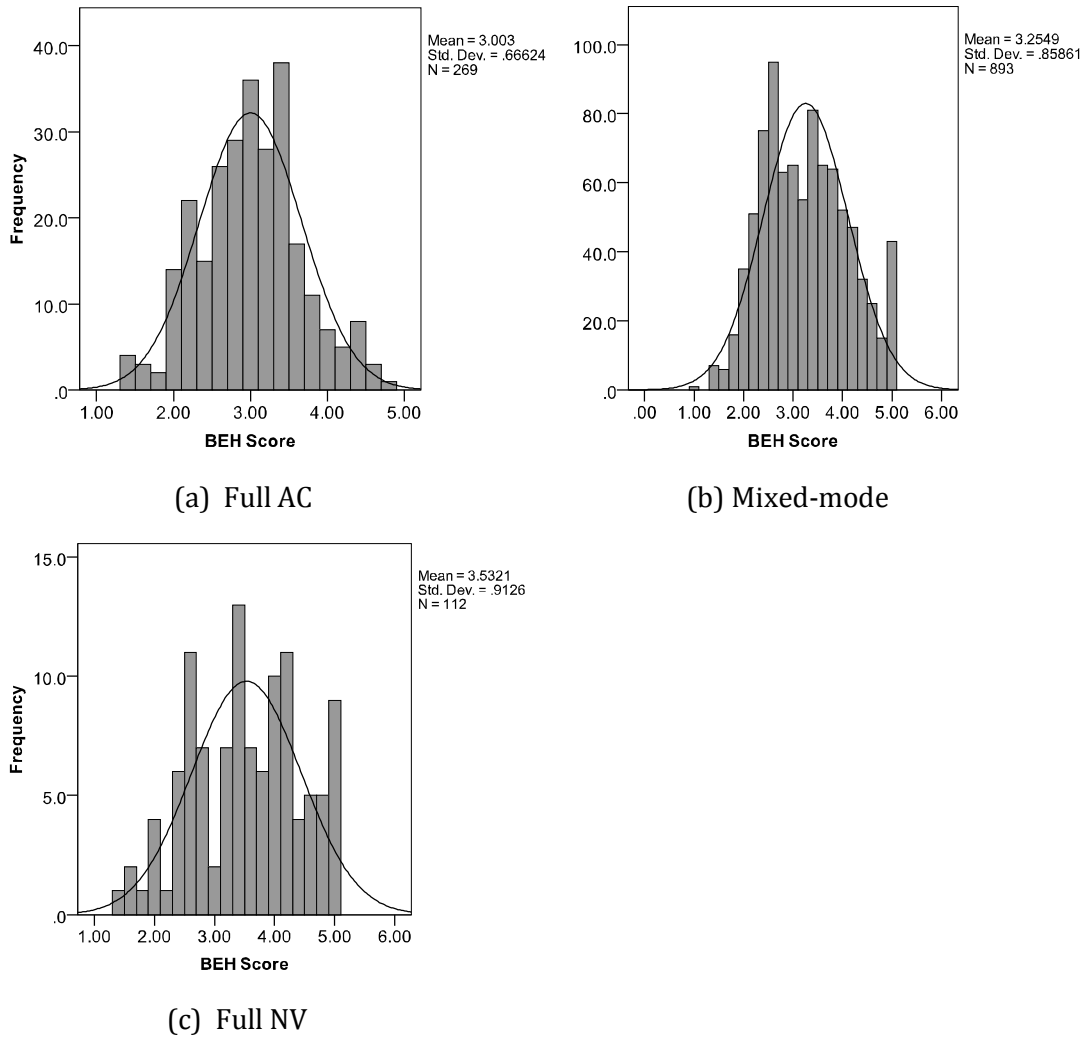 40.0
30.0
20.0
10.0
.0
Frequency
1.00 2.00 3.00 4.00 5.00
BEH Score
Mean = 3.003
Std. Dev. = .66624
N = 269
(a) Full AC
100.0
80.0
60.0
40.0
20.0
.0
.00 1.00 2.00 3.00 4.00 5.00 6.00
BEH Score
Mean = 3.2549
Std. Dev. = .85861
N = 893
(b) Mixed-mode
15.0
10.0
5.0
.0
Frequency
1.00 2.00 3.00 4.00 5.00 6.00
BEH Score
Mean = 3.5321
Std. Dev. = .9126
N = 112
(c) Full NV